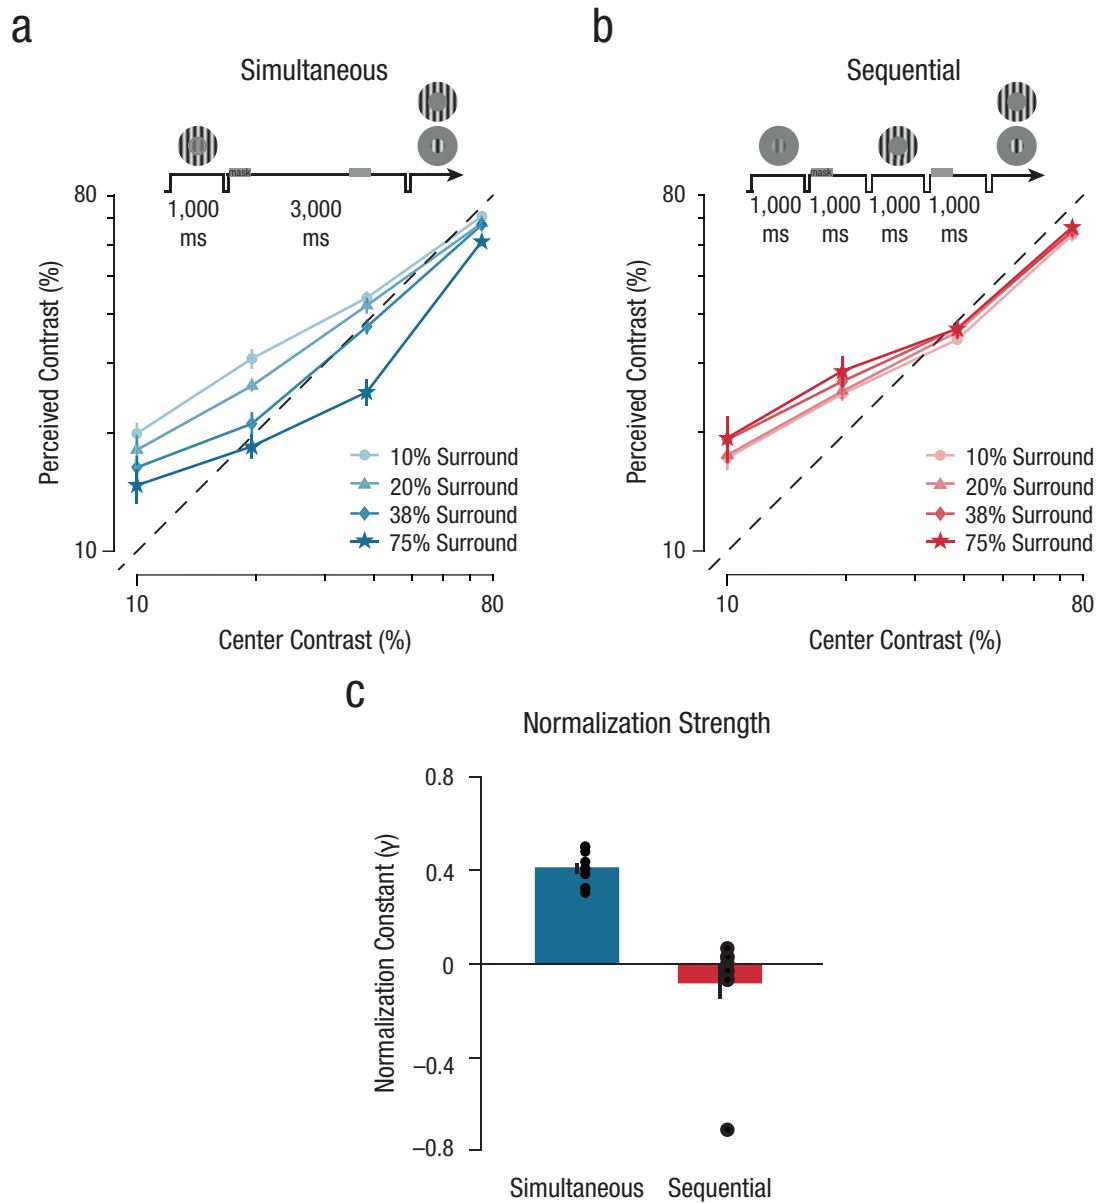 a
Simultaneous
mask
1,000
ms
3,000
ms
80
10
Perceived Contrast (%)
10% Surround
20% Surround
38% Surround
75% Surround
10
80
Center Contrast (%)
b
Sequential
mask
1,000
ms
1,000
ms
1,000
ms
1,000
ms
80
10
Perceived Contrast (%)
10% Surround
20% Surround
38% Surround
75% Surround
10
80
Center Contrast (%)
c
Normalization Strength
0.8
0.4
0
–0.4
–0.8
Normalization Constant (γ)
Simultaneous
Sequential